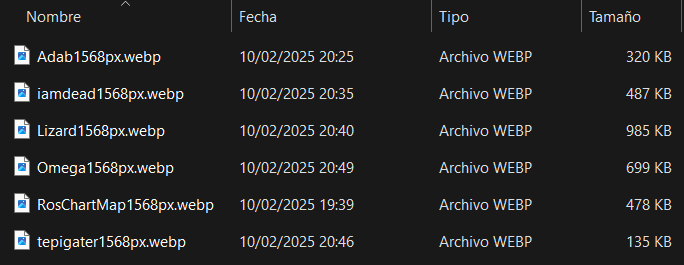 Nombre Fecha Tipo Tamaño
Adab1568px.webp 10/02/2025 20:25 Archivo WEBP 320 KB
iamdead1568px.webp 10/02/2025 20:35 Archivo WEBP 487 KB
Lizard1568px.webp 10/02/2025 20:40 Archivo WEBP 985 KB
Omega1568px.webp 10/02/2025 20:49 Archivo WEBP 699 KB
RosChartMap1568px.webp 10/02/2025 19:39 Archivo WEBP 478 KB
tepigater1568px.webp 10/02/2025 20:46 Archivo WEBP 135 KB